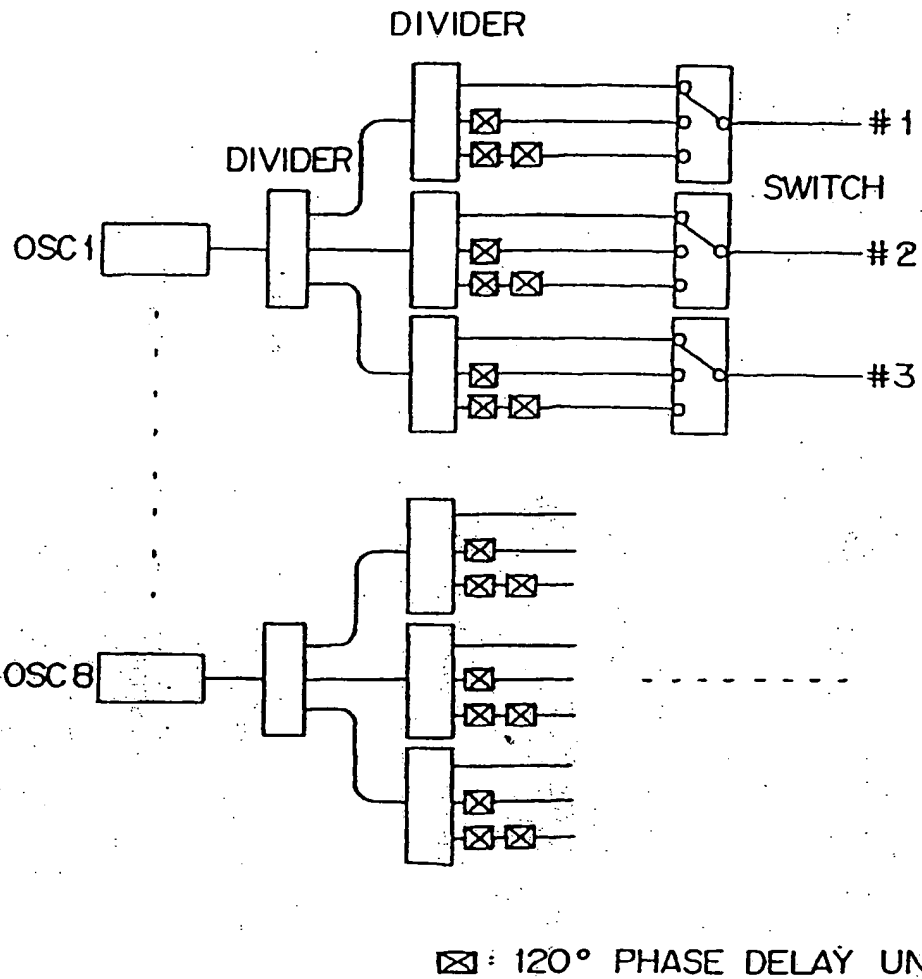 DIVIDER
#1
DIVIDER
SWITCH
OSC1
#2
#3
OSC8
: 120° PHASE DELAY UN